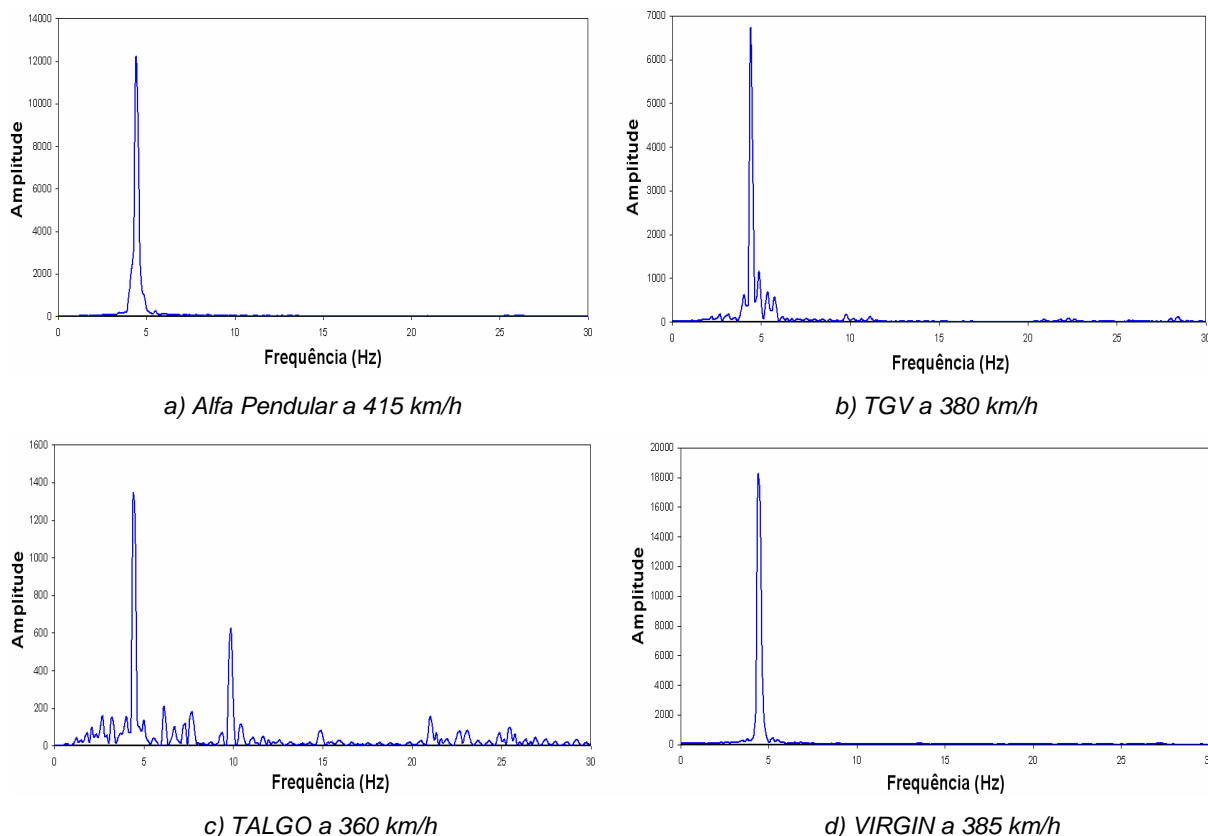 14000
12000
10000
8000
6000
4000
2000
0
Amplitude
0 5 10 15 20 25 30
Frequência (Hz)
a) Alfa Pendular a 415 km/h
7000
6000
5000
4000
3000
2000
1000
0
Amplitude
0 5 10 15 20 25 30
Frequência (Hz)
b) TGV a 380 km/h
1600
1400
1200
1000
800
600
400
200
0
Amplitude
0 5 10 15 20 25 30
Frequência (Hz)
c) TALGO a 360 km/h
20000
18000
16000
14000
12000
10000
8000
6000
4000
2000
0
Amplitude
0 5 10 15 20 25 30
Frequência (Hz)
d) VIRGIN a 385 km/h